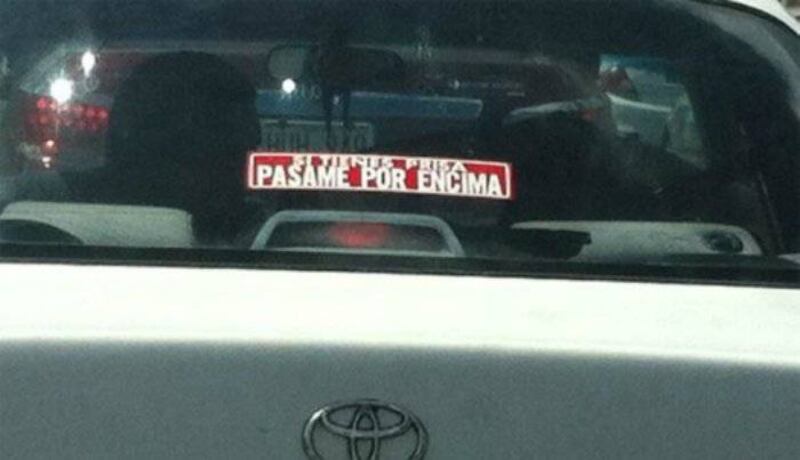 SI TIENES PRISA
PASAME POR ENCIMA